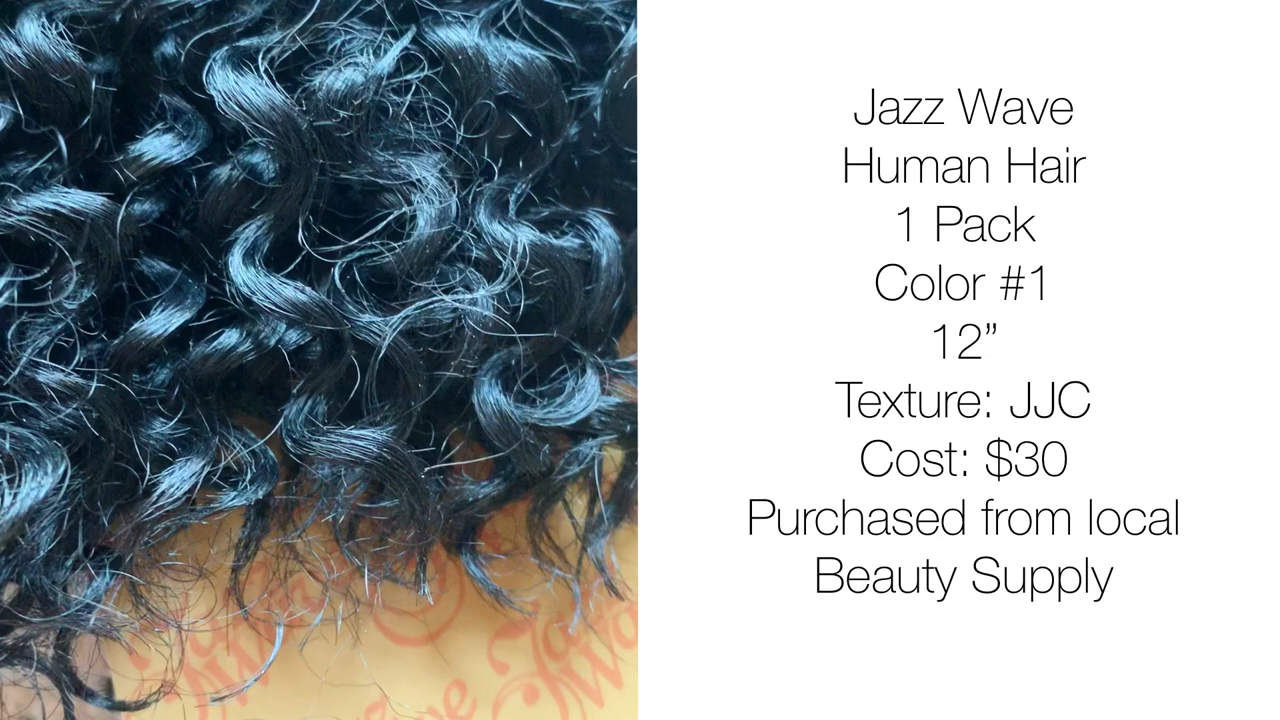 Jazz Wave
Human Hair
1 Pack
Color #1
12”
Texture: JJC
Cost: $30
Purchased from local
Beauty Supply